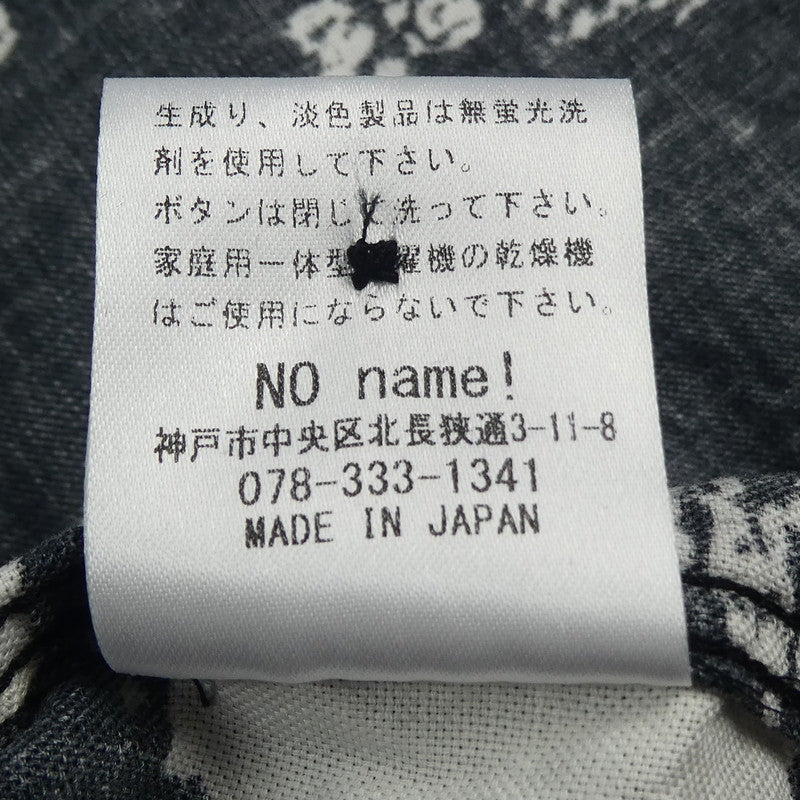 生成り、淡色製品は無蛍光洗
剤を使用して下さい。
ボタンは閉じて洗って下さい。
家庭用一体型 濯機の乾燥機
はご使用にならないで下さい。
NO name!
神戸市中央区北長狭通3-11-8
078-333-1341
MADE IN JAPAN